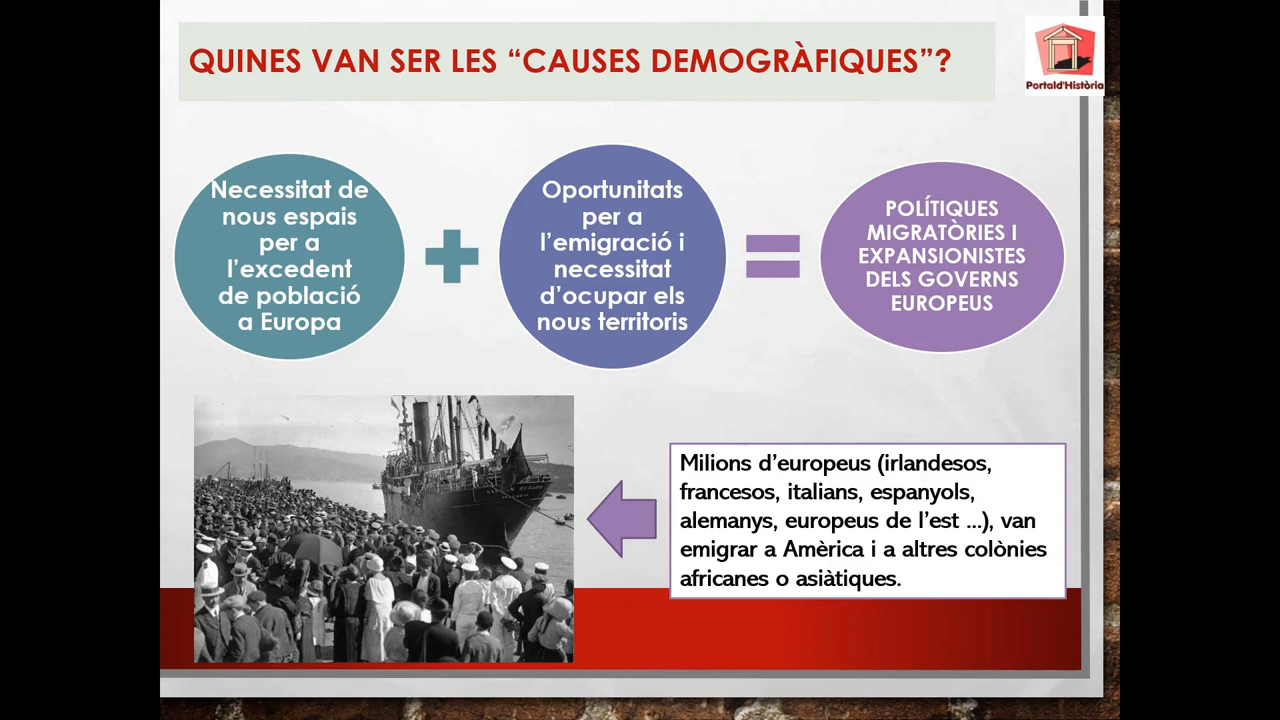 QUINES VAN SER LES “CAUSES DEMOGRÀFIQUES”?
Portald'Història
Necessitat de
nous espais
per a
l’excedent
de població
a Europa
Oportunitats
per a
l’emigració i
necessitat
d’ocupar els
nous territoris
POLÍTIQUES
MIGRATÒRIES I
EXPANSIONISTES
DELS GOVERNS
EUROPEUS
Milions d’europeus (irlandesos,
francesos, italians, espanyols,
alemanys, europeus de l’est ...), van
emigrar a Amèrica i a altres colònies
africanes o asiàtiques.